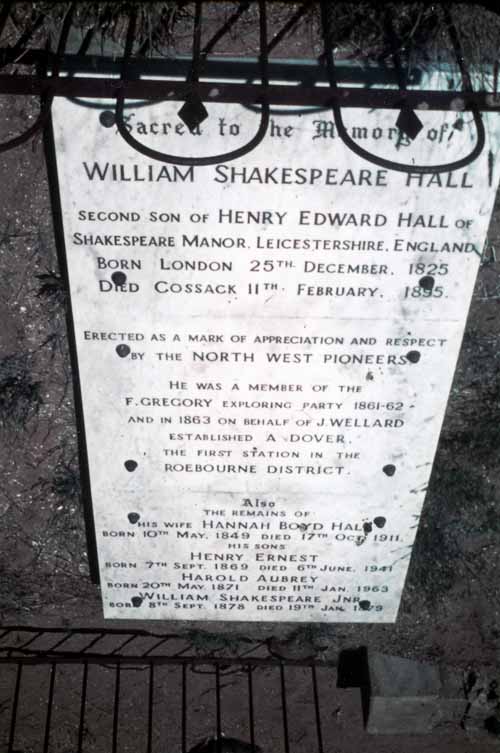 Sacred to the Memory of
WILLIAM SHAKESPEARE HALL
SECOND SON OF HENRY EDWARD HALL OF
SHAKESPEARE MANOR, LEICESTERSHIRE, ENGLAND
BORN LONDON 25TH. DECEMBER, 1825
DIED COSSACK 11TH. FEBRUARY, 1895.
ERECTED AS A MARK OF APPRECIATION AND RESPECT
BY THE NORTH WEST PIONEERS
HE WAS A MEMBER OF THE
F. GREGORY EXPLORING PARTY 1861-62
AND IN 1863 ON BEHALF OF J. WELLARD
ESTABLISHED A DOVER,
THE FIRST STATION IN THE
ROEBOURNE DISTRICT.
Also
THE REMAINS OF
HIS WIFE HANNAH BOYD HALL
BORN 10TH MAY, 1849 DIED 17TH OCT. 1911.
HIS SONS
HENRY ERNEST
BORN 7TH SEPT. 1869 DIED 6TH JUNE, 1941
HAROLD AUBREY
BORN 20TH MAY, 1871 DIED 11TH JAN. 1963
WILLIAM SHAKESPEARE JNR.
BORN 8TH SEPT. 1878 DIED 19TH JAN. 1879